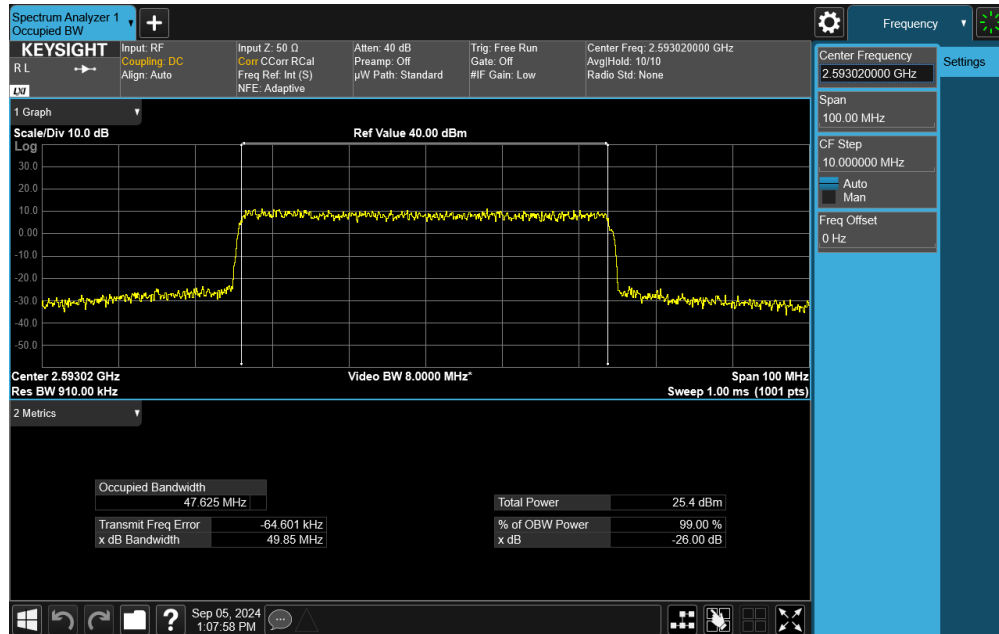 Spectrum Analyzer 1
Occupied BW
Frequency
KEYSIGHT
R L
LXI
Input: RF
Coupling: DC
Align: Auto
Input Z: 50 Ω
Corr CCorr RCal
Freq Ref: Int (S)
NFE: Adaptive
Atten: 40 dB
Preamp: Off
µW Path: Standard
Trig: Free Run
Gate: Off
#IF Gain: Low
Center Freq: 2.593020000 GHz
Avg|Hold: 10/10
Radio Std: None
Center Frequency
2.593020000 GHz
Settings
Span
100.00 MHz
CF Step
10.000000 MHz
Auto
Man
Freq Offset
0 Hz
1 Graph
Scale/Div 10.0 dB
Ref Value 40.00 dBm
Log
30.0
20.0
10.0
0.00
-10.0
-20.0
-30.0
-40.0
-50.0
Center 2.59302 GHz
Video BW 8.0000 MHz*
Span 100 MHz
Res BW 910.00 kHz
Sweep 1.00 ms (1001 pts)
2 Metrics
Occupied Bandwidth
47.625 MHz
Total Power 25.4 dBm
Transmit Freq Error -64.601 kHz
% of OBW Power 99.00 %
x dB Bandwidth 49.85 MHz
x dB -26.00 dB
Sep 05, 2024
1:07:58 PM